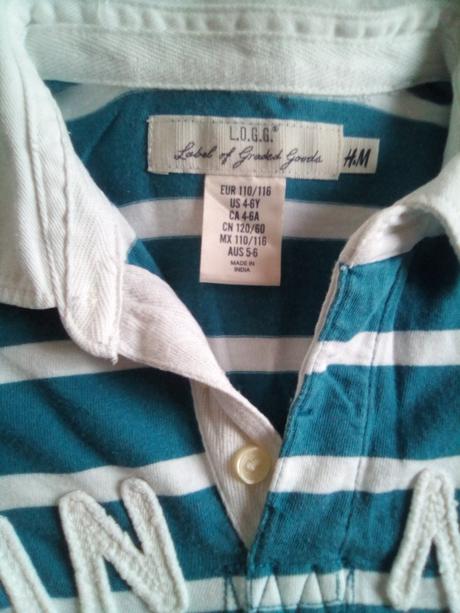 L.O.G.G.®
Label of Graded Goods
H&M
EUR 110/116
US 4-6Y
CA 4-6A
CN 120/60
MX 110/116
AUS 5-6
MADE IN
INDIA
N